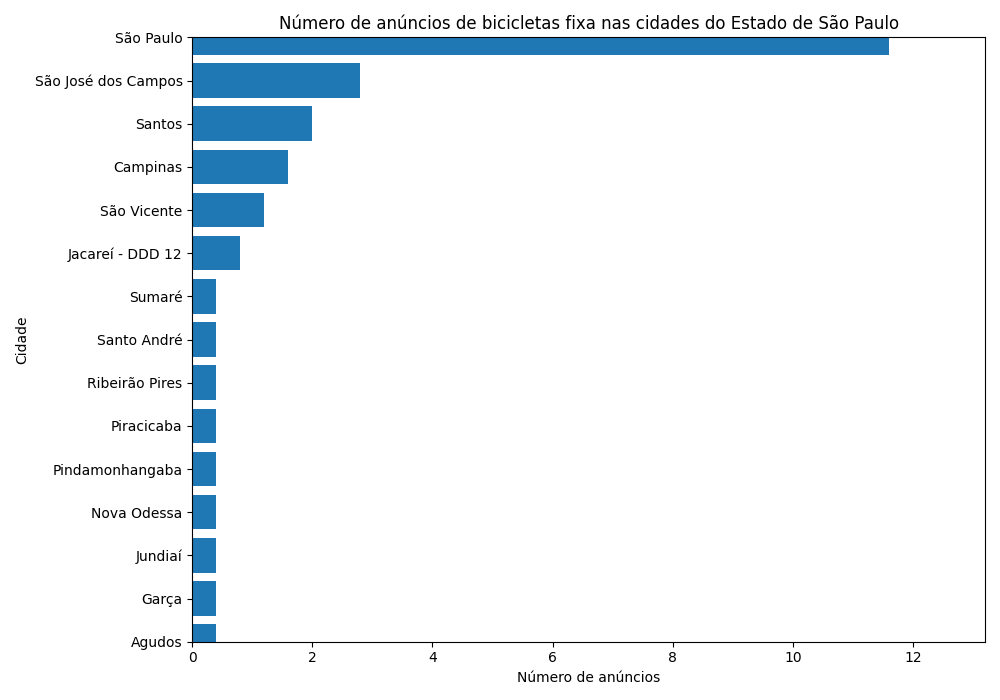 Número de anúncios de bicicletas fixa nas cidades do Estado de São Paulo
São Paulo
São José dos Campos
Santos
Campinas
São Vicente
Jacareí - DDD 12
Sumaré
Santo André
Ribeirão Pires
Piracicaba
Pindamonhangaba
Nova Odessa
Jundiaí
Garça
Agudos
Cidade
0 2 4 6 8 10 12
Número de anúncios